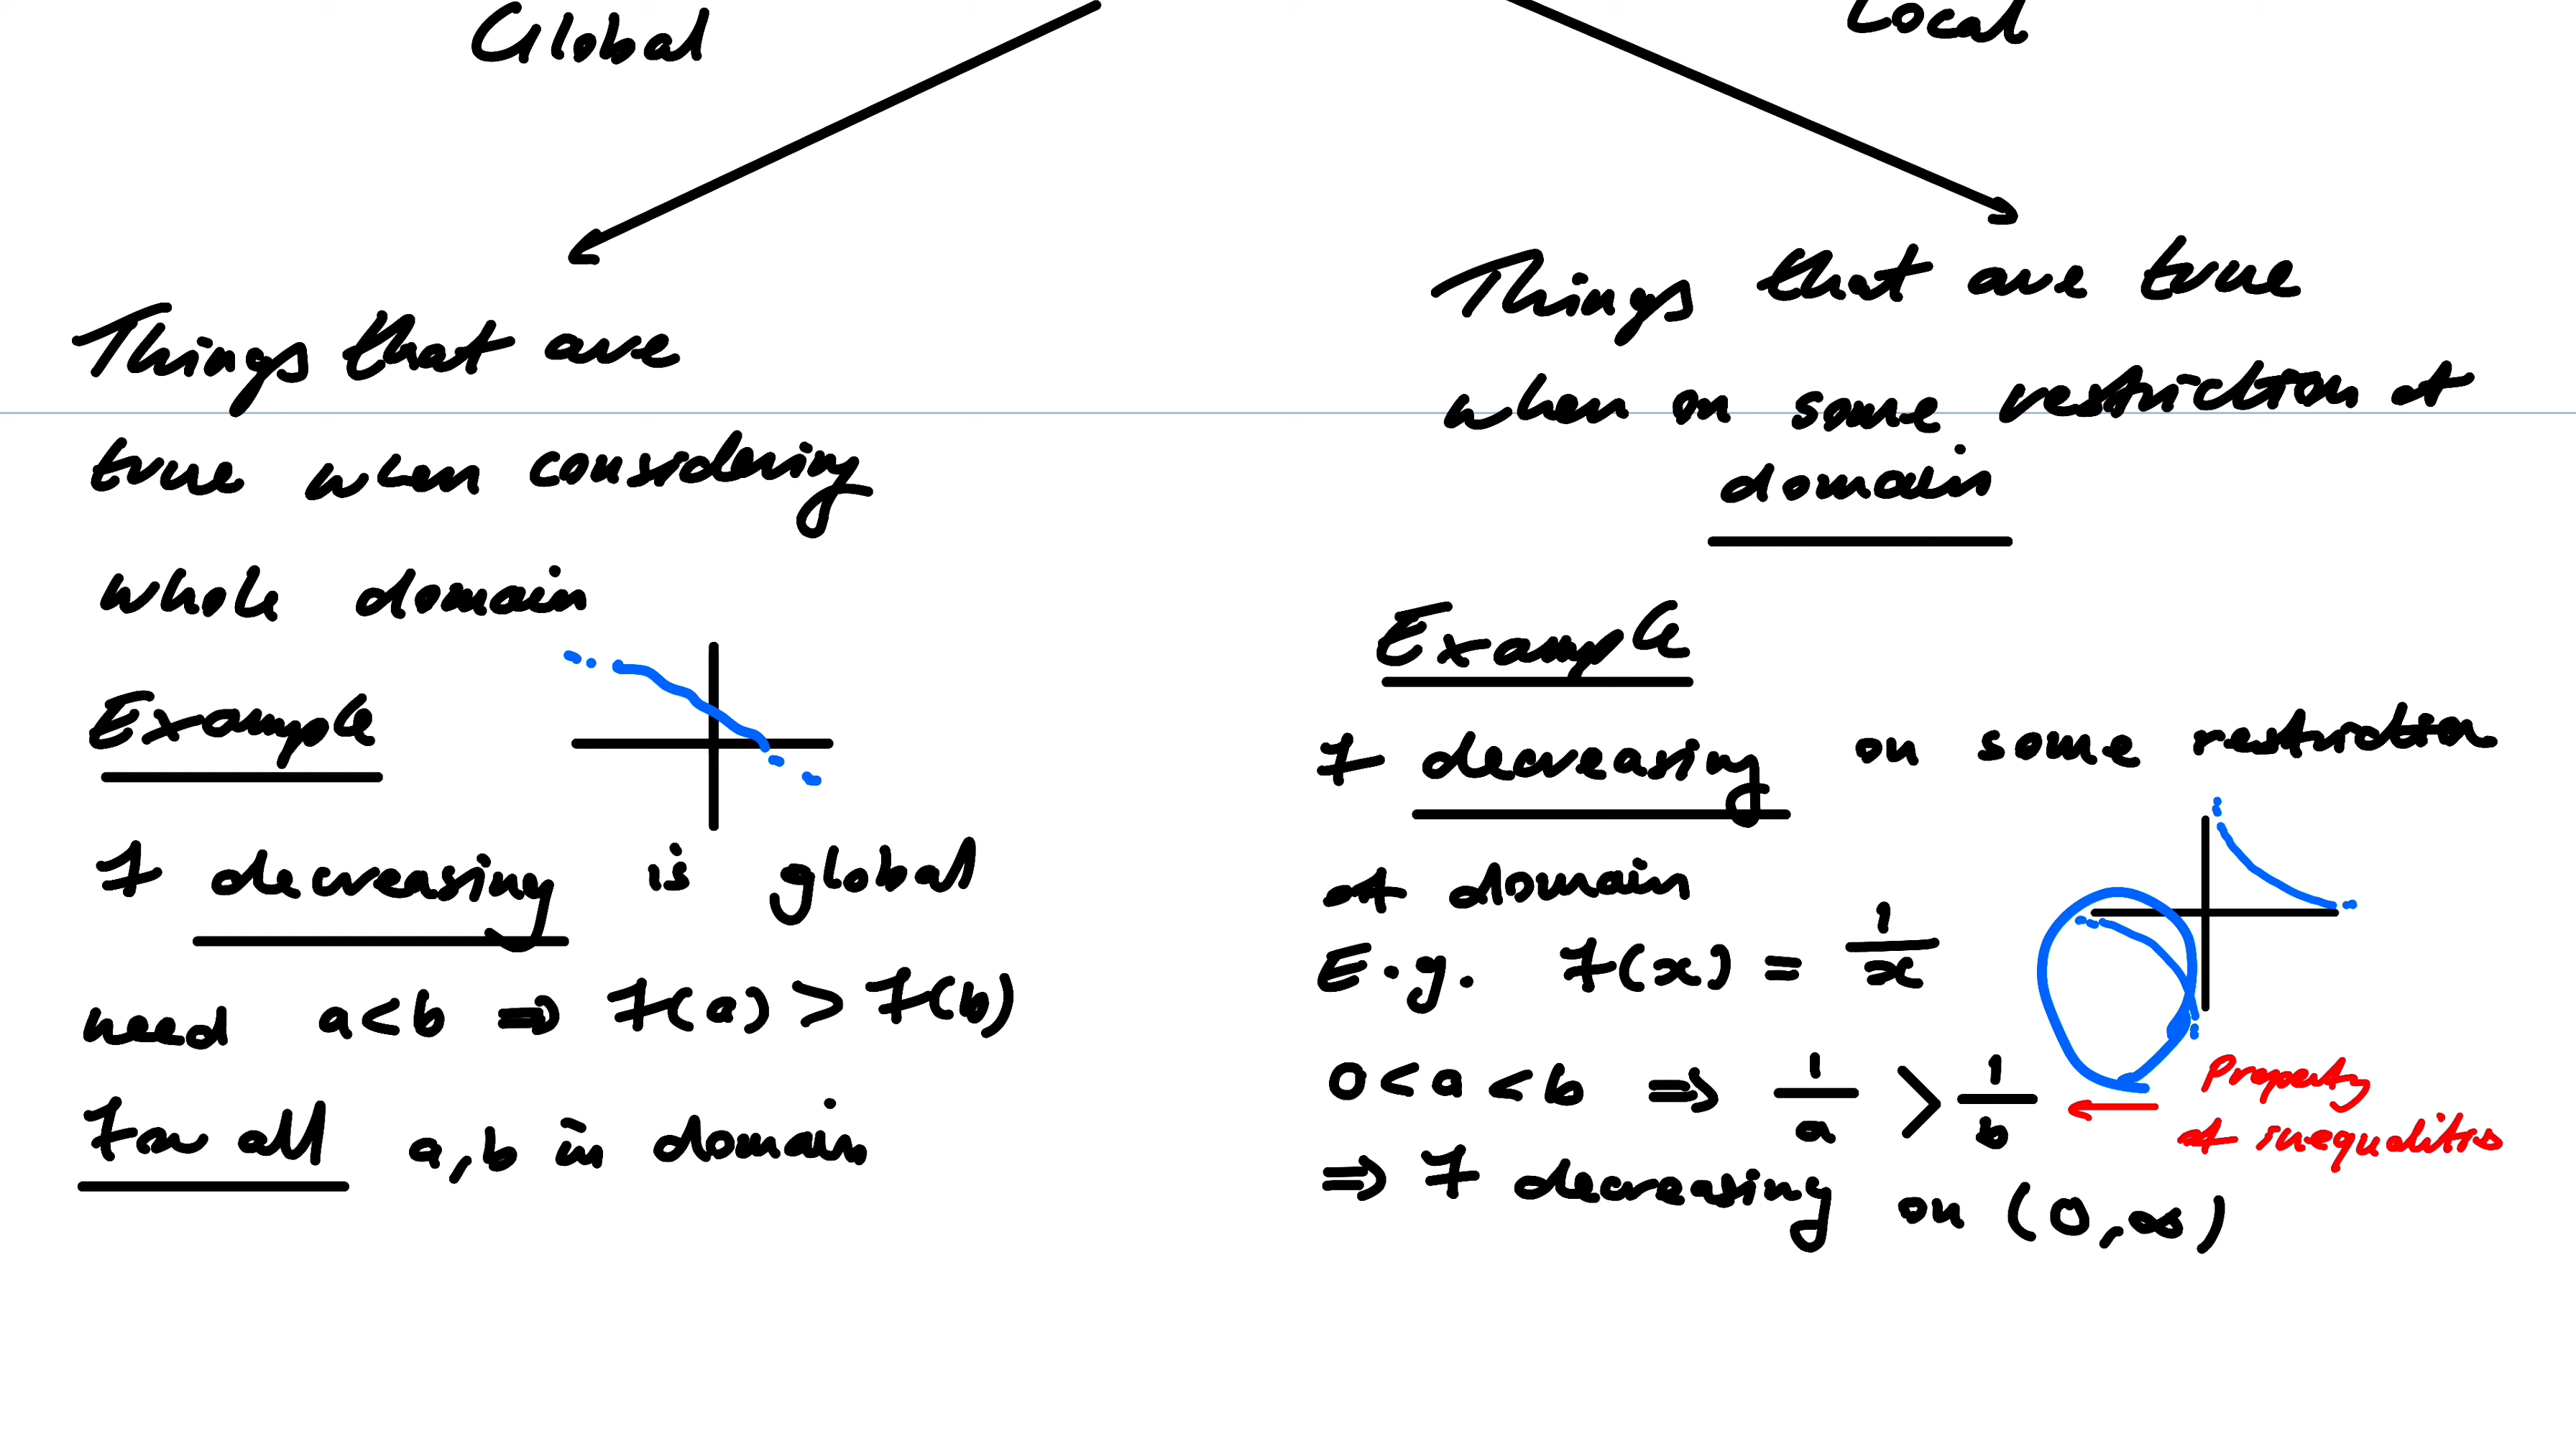 Global
Things that are
true when considering
whole domain
Example
f decreasing is global
need a < b ⇒ f(a) > f(b)
For all a, b in domain
Local
Things that are true
when on some restriction of
domain
Example
f decreasing on some restriction
of domain
E.g. f(x) = 1/x
0 < a < b ⇒ 1/a > 1/b
Property
of inequalities
⇒ f decreasing on (0, ∞)